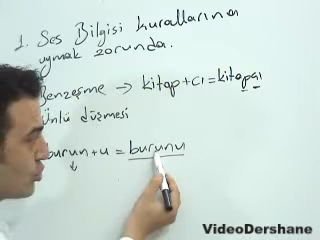 1. Ses Bilgisi kurallarına
uymak zorunda.
Benzeşme → kitap+cı=kitapçı
Ünlü düşmesi
burun+u = burunu
VideoDershane